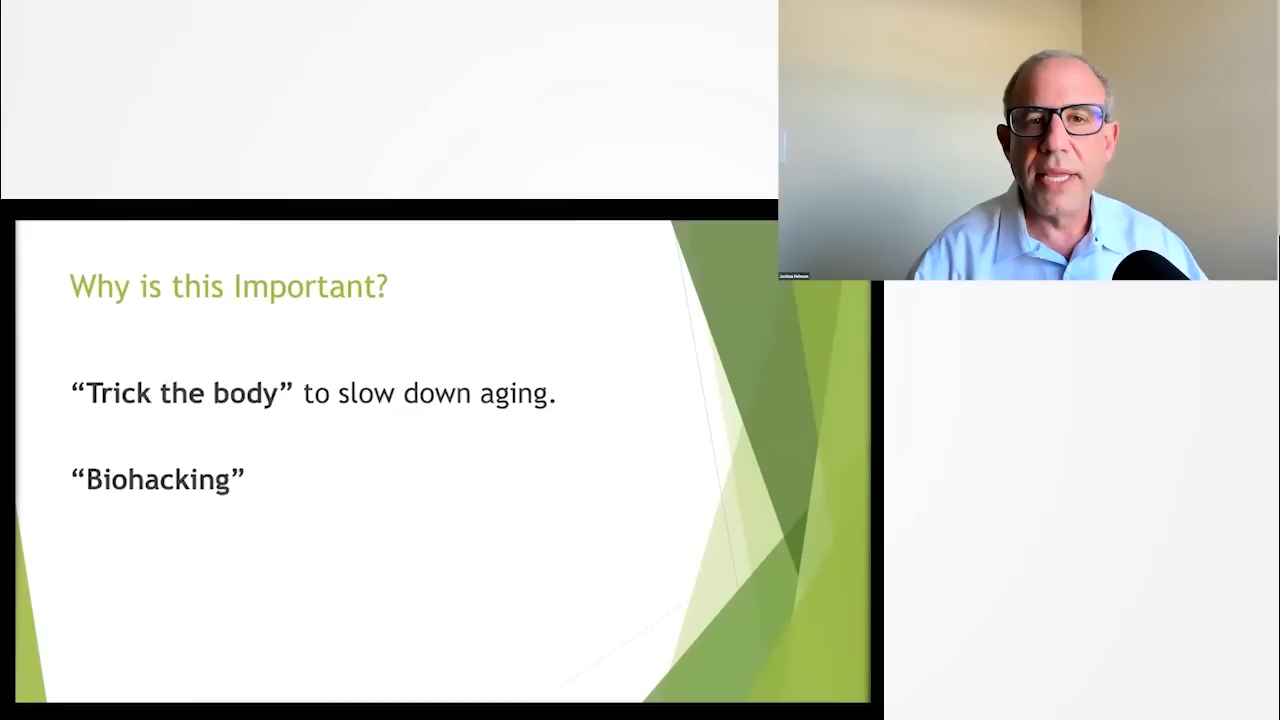 Why is this Important?
“Trick the body” to slow down aging.
“Biohacking”